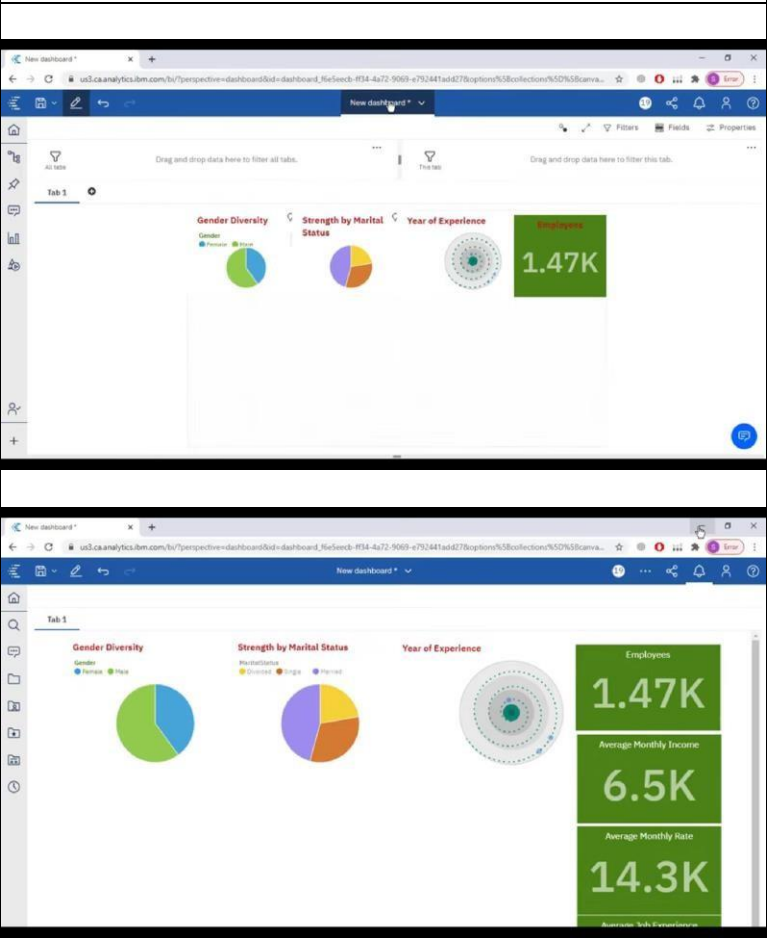 New dashboard *
us3.ca.analytics.ibm.com/bi/?perspective=dashboard&id=dashboard_f6e5eecb-ff34-4a72-9069-e792441add27&options%5Bcollections%5D%5Bcanva...
Error
New dashboard *
19
Filters
Fields
Properties
All tabs
Drag and drop data here to filter all tabs.
This tab
Drag and drop data here to filter this tab.
Tab 1
Gender Diversity
Gender
Female Male
Strength by Marital
Status
Year of Experience
Employees
1.47K
New dashboard *
us3.ca.analytics.ibm.com/bi/?perspective=dashboard&id=dashboard_f6e5eecb-ff34-4a72-9069-e792441add27&options%5Bcollections%5D%5Bcanva...
Error
New dashboard *
19
Tab 1
Gender Diversity
Gender
Female Male
Strength by Marital Status
MaritalStatus
Divorced Single Married
Year of Experience
Employees
1.47K
Average Monthly Income
6.5K
Average Monthly Rate
14.3K
Average Job Experience